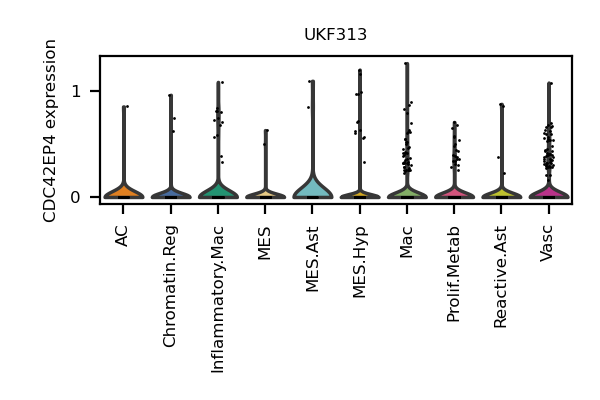 UKF313
CDC42EP4 expression
1
0
AC
Chromatin.Reg
Inflammatory.Mac
MES
MES.Ast
MES.Hyp
Mac
Prolif.Metab
Reactive.Ast
Vasc